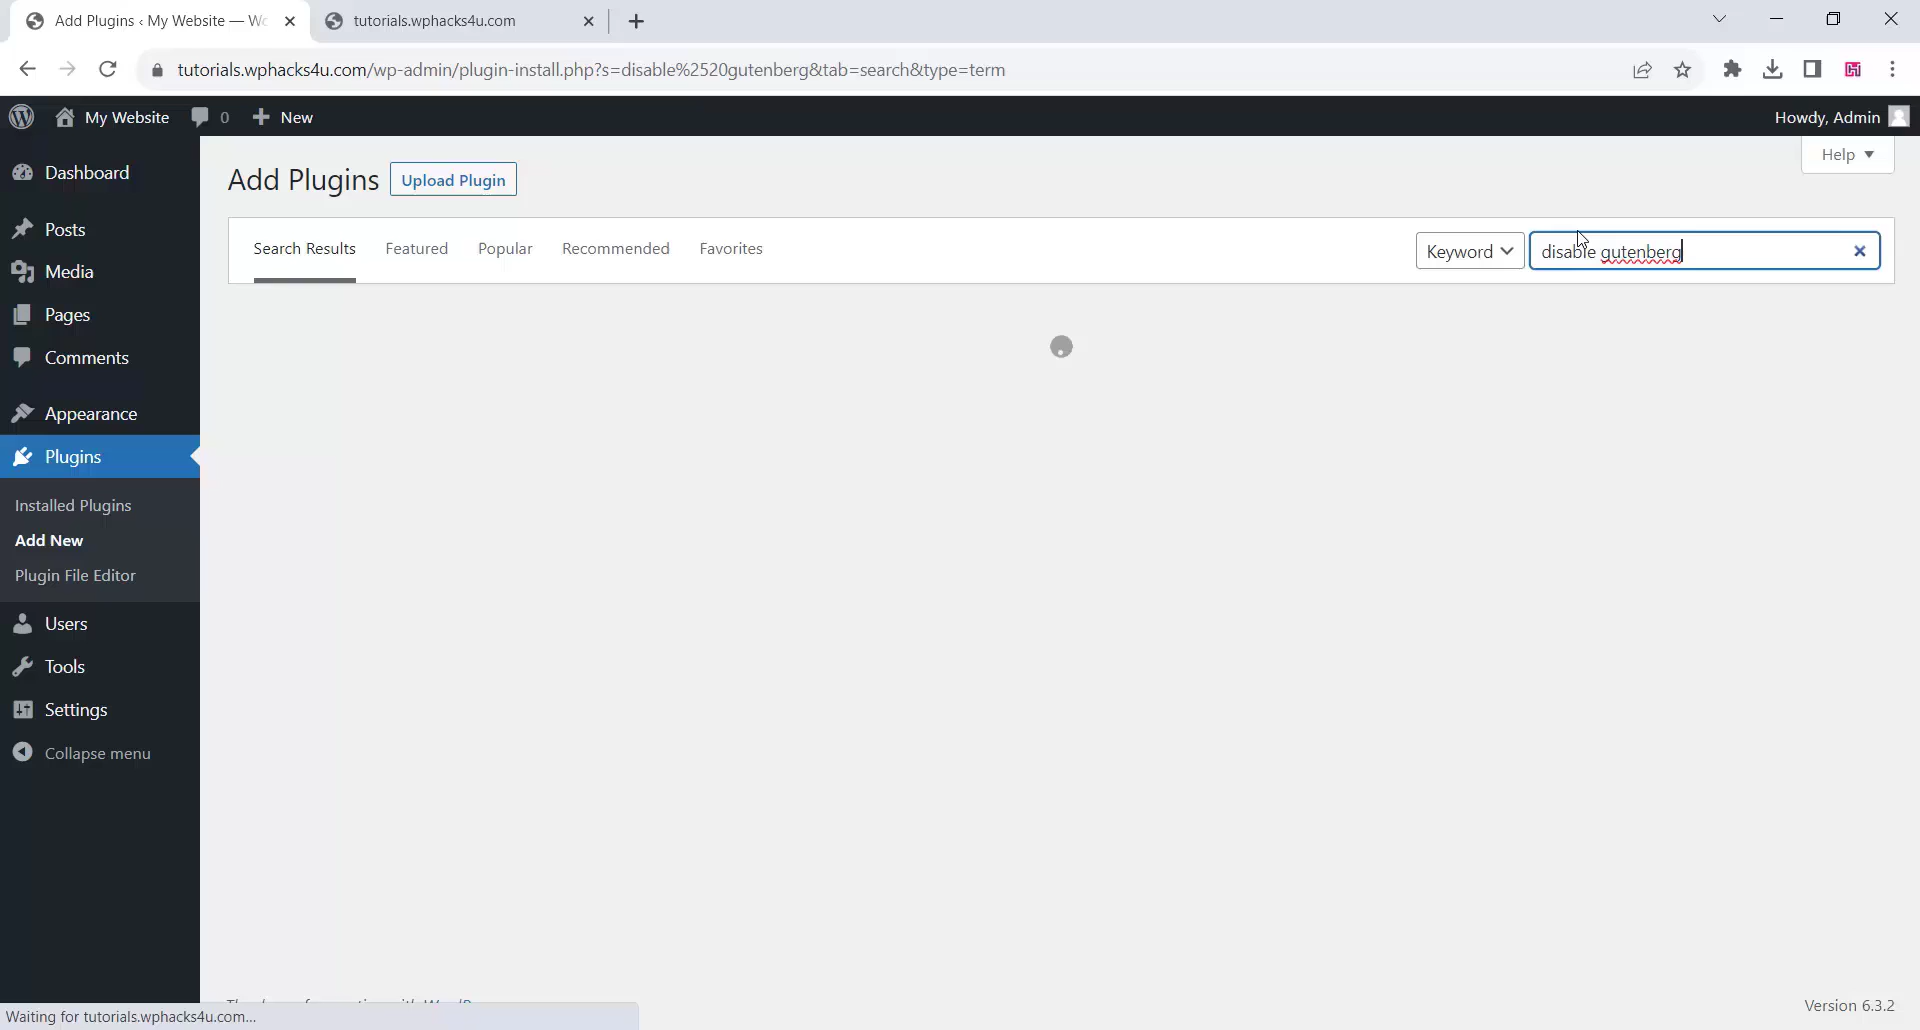 Add Plugins ‹ My Website — Wo
tutorials.wphacks4u.com
tutorials.wphacks4u.com/wp-admin/plugin-install.php?s=disable%2520gutenberg&tab=search&type=term
My Website
0
New
Howdy, Admin
Help
Dashboard
Posts
Media
Pages
Comments
Appearance
Plugins
Installed Plugins
Add New
Plugin File Editor
Users
Tools
Settings
Collapse menu
Add Plugins
Upload Plugin
Search Results
Featured
Popular
Recommended
Favorites
Keyword
disable gutenberg
Version 6.3.2
Waiting for tutorials.wphacks4u.com...